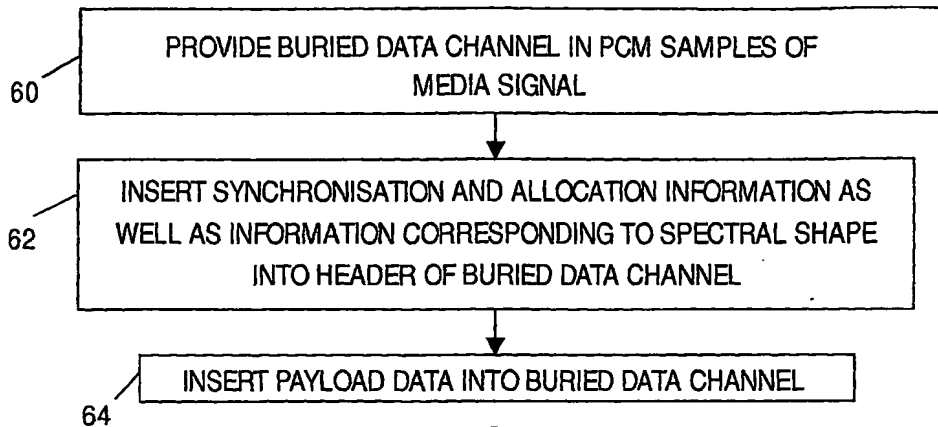 PROVIDE BURIED DATA CHANNEL IN PCM SAMPLES OF
MEDIA SIGNAL
60
INSERT SYNCHRONISATION AND ALLOCATION INFORMATION AS
WELL AS INFORMATION CORRESPONDING TO SPECTRAL SHAPE
INTO HEADER OF BURIED DATA CHANNEL
62
INSERT PAYLOAD DATA INTO BURIED DATA CHANNEL
64